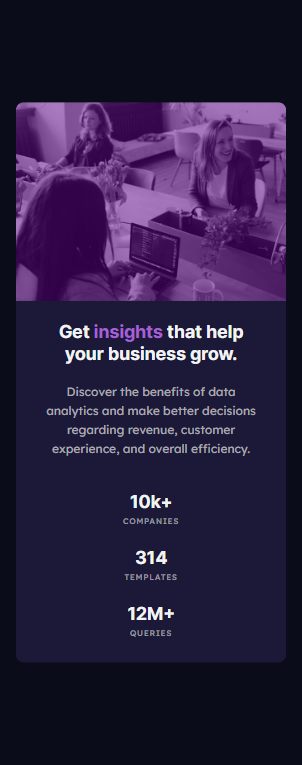 Get insights that help
your business grow.
Discover the benefits of data
analytics and make better decisions
regarding revenue, customer
experience, and overall efficiency.
10k+
COMPANIES
314
TEMPLATES
12M+
QUERIES